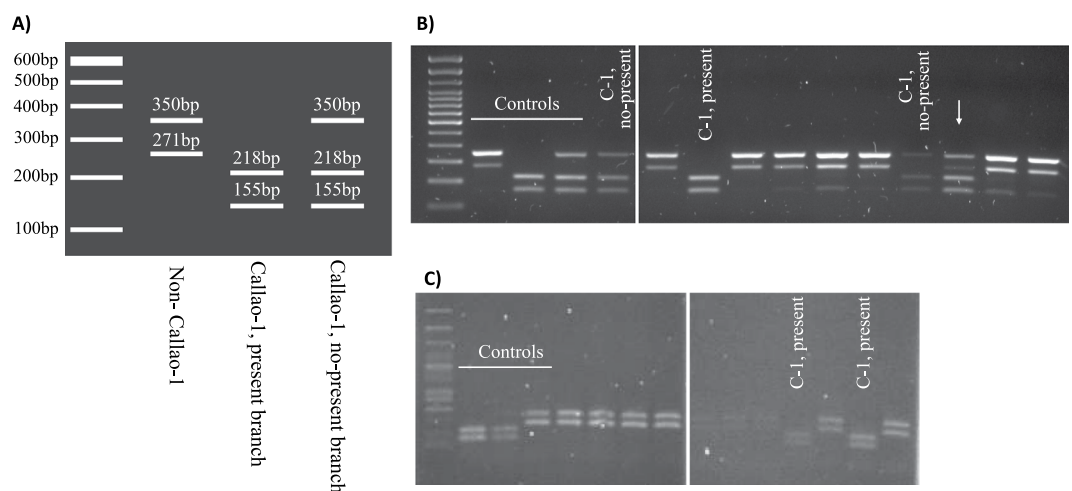 A)
600bp
500bp
400bp
300bp
200bp
100bp
350bp
271bp
218bp
155bp
350bp
218bp
155bp
Non- Callao-1
Callao-1, present branch
Callao-1, no-present branch
B)
Controls
C-1,
no-present
C-1, present
C-1,
no-present
C)
Controls
C-1, present
C-1, present